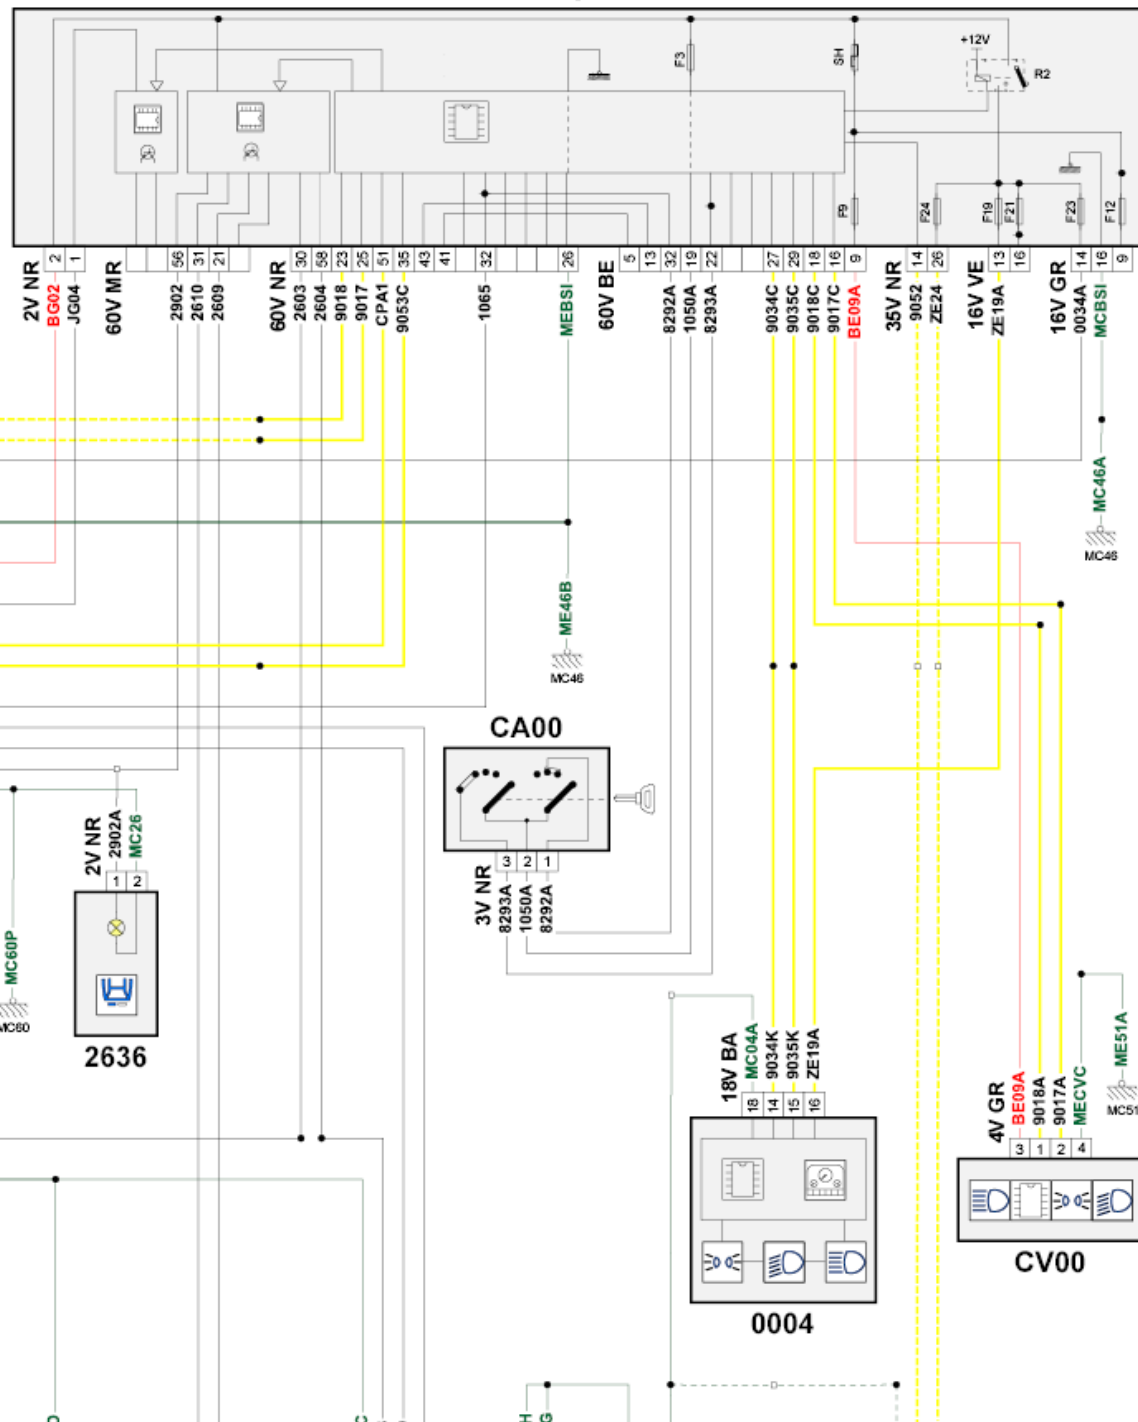 F3
SH
+12V
R2
F9
F24
F19
F21
F23
F12
2V NR
2
1
60V MR
56
31
21
60V NR
30
58
23
25
51
35
43
41
32
26
60V BE
5
13
32
19
22
27
29
18
16
9
35V NR
14
26
16V VE
13
16
16V GR
14
16
9
BG02
JG04
2902
2610
2609
2603
2604
9018
9017
CPA1
9053C
1065
MEBSI
8292A
1050A
8293A
9034C
9035C
9018C
9017C
BE09A
9052
ZE24
ZE19A
0034A
MCBSI
MC46A
MC46
ME46B
MC46
CA00
3
2
1
3V NR
8293A
1050A
8292A
2V NR
2902A
MC26
1
2
2636
MC60P
MC60
18V BA
MC04A
9034K
9035K
ZE19A
18
14
15
16
0004
4V GR
BE09A
9018A
9017A
MECVC
ME51A
MC51
3
1
2
4
CV00
C
H
G